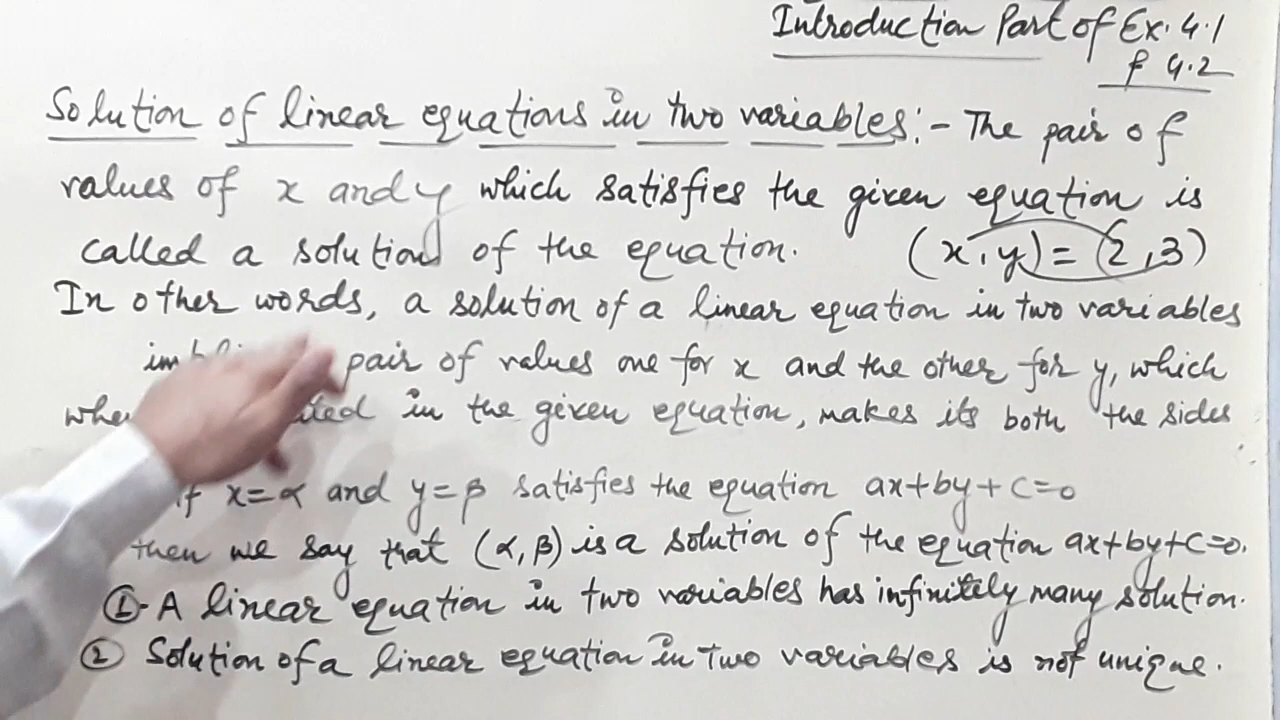 Introduction Part of Ex. 4.1
& 4.2
Solution of linear equations in two variables:- The pair of
values of x and y which satisfies the given equation is
called a solution of the equation. (x, y) = (2, 3)
In other words, a solution of a linear equation in two variables
pair of values one for x and the other for y, which
in the given equation, makes its both the sides
If x=α and y=β satisfies the equation ax+by+c=0
then we say that (α, β) is a solution of the equation ax+by+c=0.
①- A linear equation in two variables has infinitely many solution.
② Solution of a linear equation in two variables is not unique.